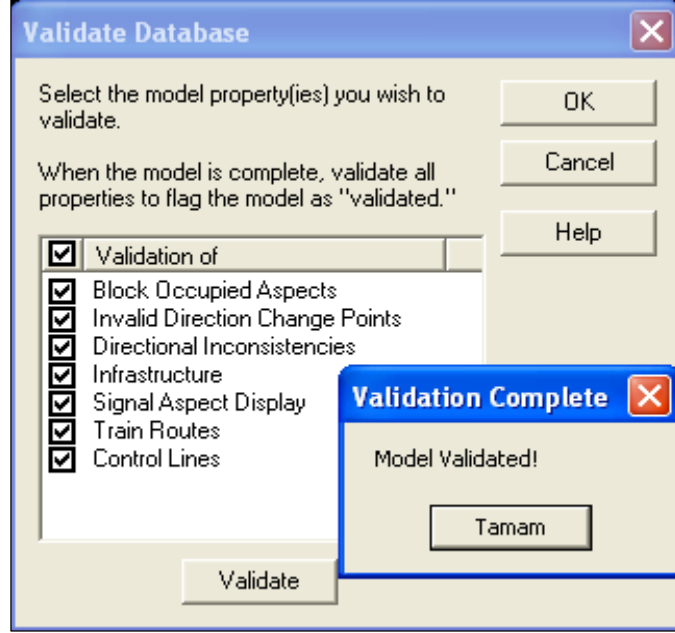 Validate Database
Select the model property(ies) you wish to
validate.
When the model is complete, validate all
properties to flag the model as "validated."
OK
Cancel
Help
Validation of
Block Occupied Aspects
Invalid Direction Change Points
Directional Inconsistencies
Infrastructure
Signal Aspect Display
Train Routes
Control Lines
Validate
Validation Complete
Model Validated!
Tamam